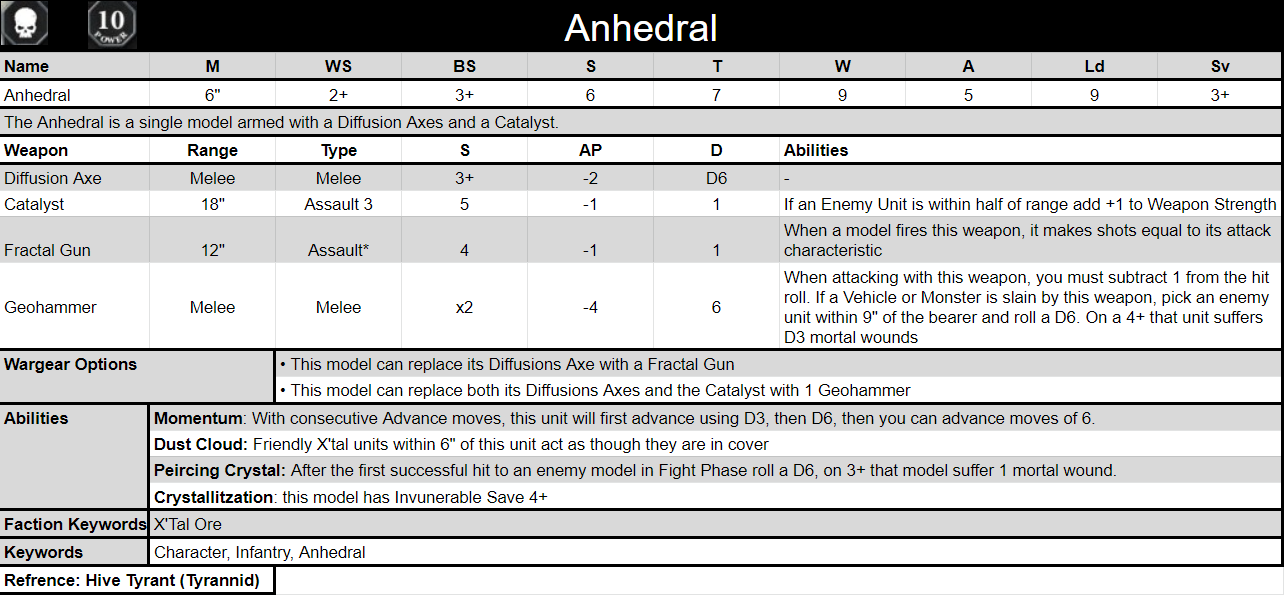 10
POWER
Anhedral
Name M WS BS S T W A Ld Sv
Anhedral 6" 2+ 3+ 6 7 9 5 9 3+
The Anhedral is a single model armed with a Diffusion Axes and a Catalyst.
Weapon Range Type S AP D Abilities
Diffusion Axe Melee Melee 3+ -2 D6 -
Catalyst 18" Assault 3 5 -1 1 If an Enemy Unit is within half of range add +1 to Weapon Strength
When a model fires this weapon, it makes shots equal to its attack
Fractal Gun 12" Assault* 4 -1 1 characteristic
When attacking with this weapon, you must subtract 1 from the hit
roll. If a Vehicle or Monster is slain by this weapon, pick an enemy
Geohammer Melee Melee x2 -4 6 unit within 9" of the bearer and roll a D6. On a 4+ that unit suffers
D3 mortal wounds
Wargear Options • This model can replace its Diffusions Axe with a Fractal Gun
• This model can replace both its Diffusions Axes and the Catalyst with 1 Geohammer
Abilities Momentum: With consecutive Advance moves, this unit will first advance using D3, then D6, then you can advance moves of 6.
Dust Cloud: Friendly X'tal units within 6" of this unit act as though they are in cover
Peircing Crystal: After the first successful hit to an enemy model in Fight Phase roll a D6, on 3+ that model suffer 1 mortal wound.
Crystallitzation: this model has Invunerable Save 4+
Faction Keywords X'Tal Ore
Keywords Character, Infantry, Anhedral
Refrence: Hive Tyrant (Tyrannid)